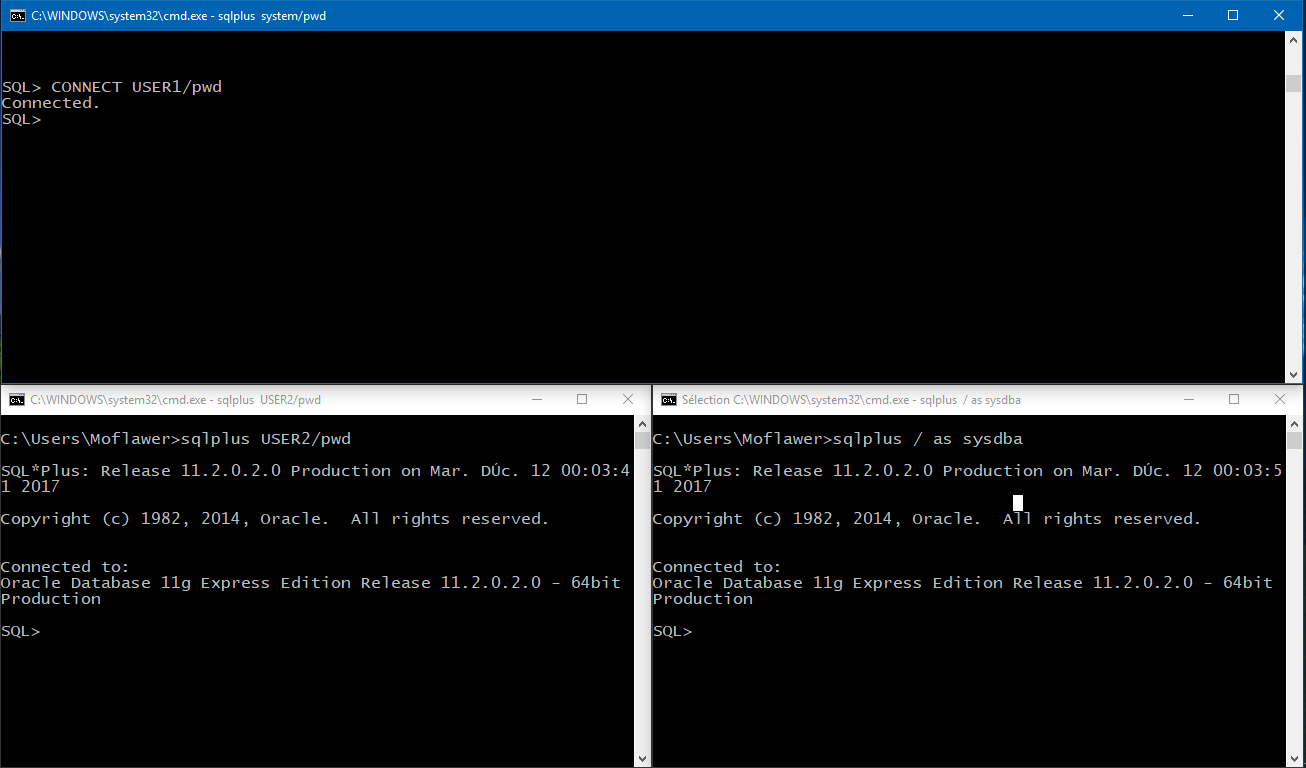 C:\WINDOWS\system32\cmd.exe - sqlplus  system/pwd
SQL> CONNECT USER1/pwd
Connected.
SQL>
C:\WINDOWS\system32\cmd.exe - sqlplus  USER2/pwd
C:\Users\Moflawer>sqlplus USER2/pwd
SQL*Plus: Release 11.2.0.2.0 Production on Mar. DÚc. 12 00:03:4
1 2017
Copyright (c) 1982, 2014, Oracle.  All rights reserved.
Connected to:
Oracle Database 11g Express Edition Release 11.2.0.2.0 - 64bit
Production
SQL>
Sélection C:\WINDOWS\system32\cmd.exe - sqlplus  / as sysdba
C:\Users\Moflawer>sqlplus / as sysdba
SQL*Plus: Release 11.2.0.2.0 Production on Mar. DÚc. 12 00:03:5
1 2017
Copyright (c) 1982, 2014, Oracle.  All rights reserved.
Connected to:
Oracle Database 11g Express Edition Release 11.2.0.2.0 - 64bit
Production
SQL>